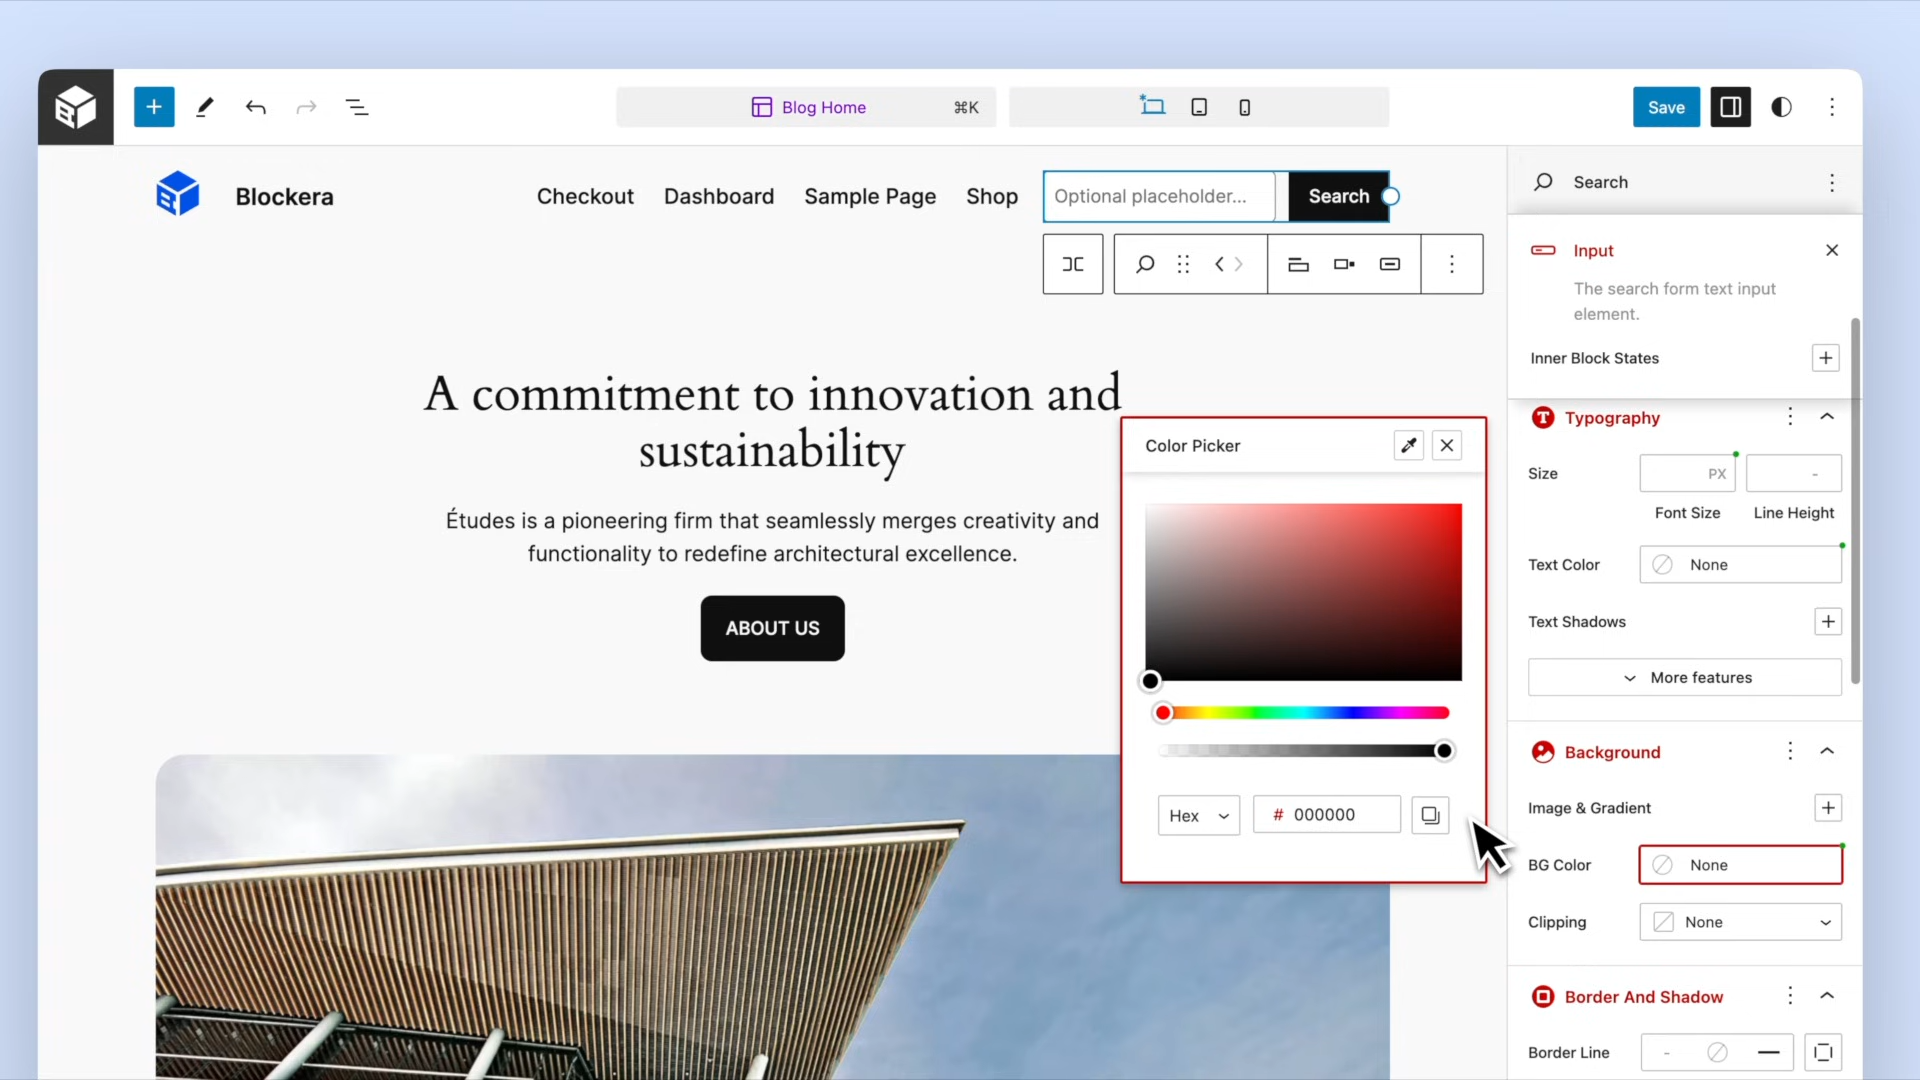 Blog Home
⌘K
Save
Blockera
Checkout
Dashboard
Sample Page
Shop
Optional placeholder...
Search
Search
Input
The search form text input
element.
Inner Block States
A commitment to innovation and
sustainability
Études is a pioneering firm that seamlessly merges creativity and
functionality to redefine architectural excellence.
ABOUT US
Color Picker
Hex
# 000000
Typography
Size
PX
-
Font Size
Line Height
Text Color
None
Text Shadows
More features
Background
Image & Gradient
BG Color
None
Clipping
None
Border And Shadow
Border Line
-